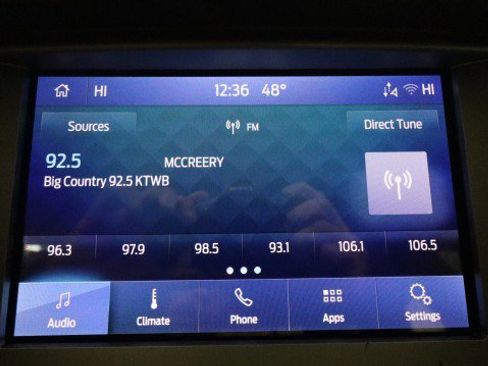 HI 12:36 48° HI
Sources FM Direct Tune
92.5 MCCREERY
Big Country 92.5 KTWB
96.3 97.9 98.5 93.1 106.1 106.5
Audio Climate Phone Apps Settings